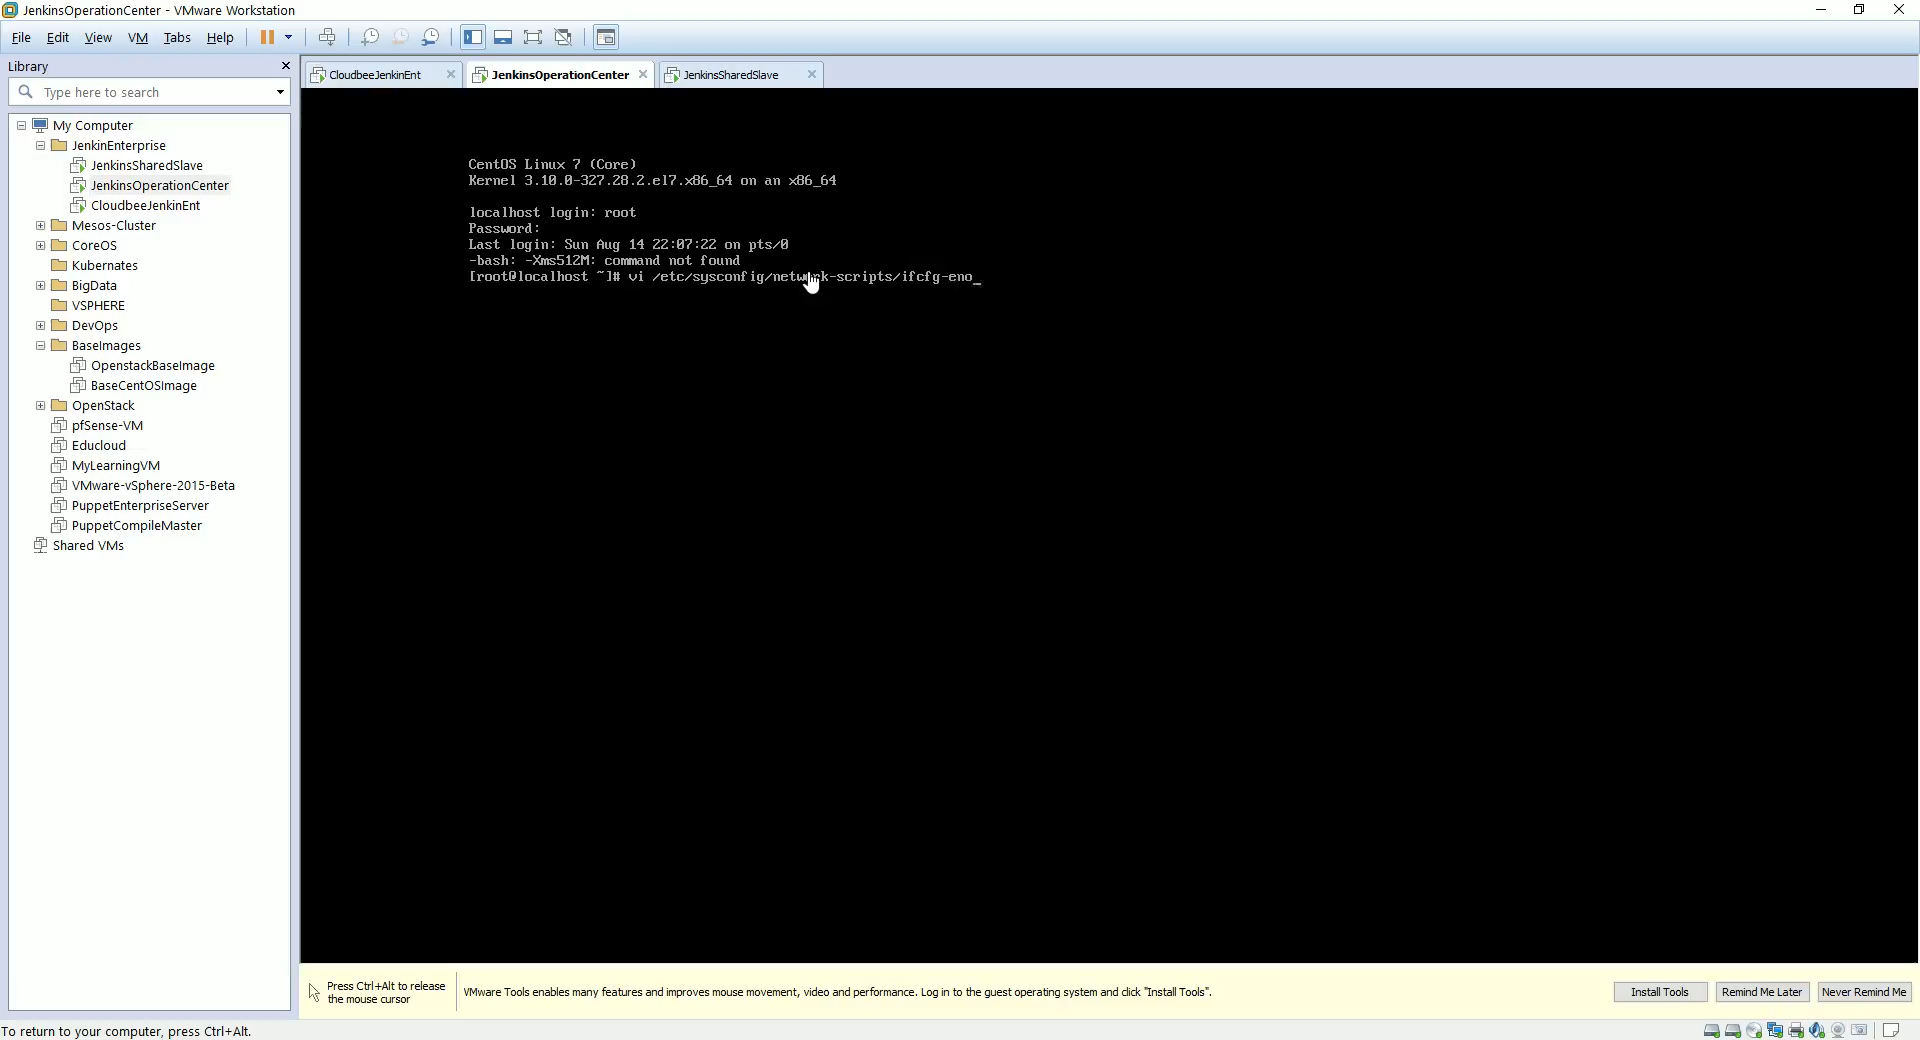 JenkinsOperationCenter - VMware Workstation
File Edit View VM Tabs Help
Library
Type here to search
My Computer
JenkinEnterprise
JenkinsSharedSlave
JenkinsOperationCenter
CloudbeeJenkinEnt
Mesos-Cluster
CoreOS
Kubernates
BigData
VSPHERE
DevOps
BaseImages
OpenstackBaseImage
BaseCentOSImage
OpenStack
pfSense-VM
Educloud
MyLearningVM
VMware-vSphere-2015-Beta
PuppetEnterpriseServer
PuppetCompileMaster
Shared VMs
CloudbeeJenkinEnt JenkinsOperationCenter JenkinsSharedSlave
CentOS Linux 7 (Core)
Kernel 3.10.0-327.28.2.el7.x86_64 on an x86_64
localhost login: root
Password:
Last login: Sun Aug 14 22:07:22 on pts/0
-bash: -Xms512M: command not found
[root@localhost ~]# vi /etc/sysconfig/network-scripts/ifcfg-eno_
Press Ctrl+Alt to release
the mouse cursor
VMware Tools enables many features and improves mouse movement, video and performance. Log in to the guest operating system and click "Install Tools".
Install Tools Remind Me Later Never Remind Me
To return to your computer, press Ctrl+Alt.